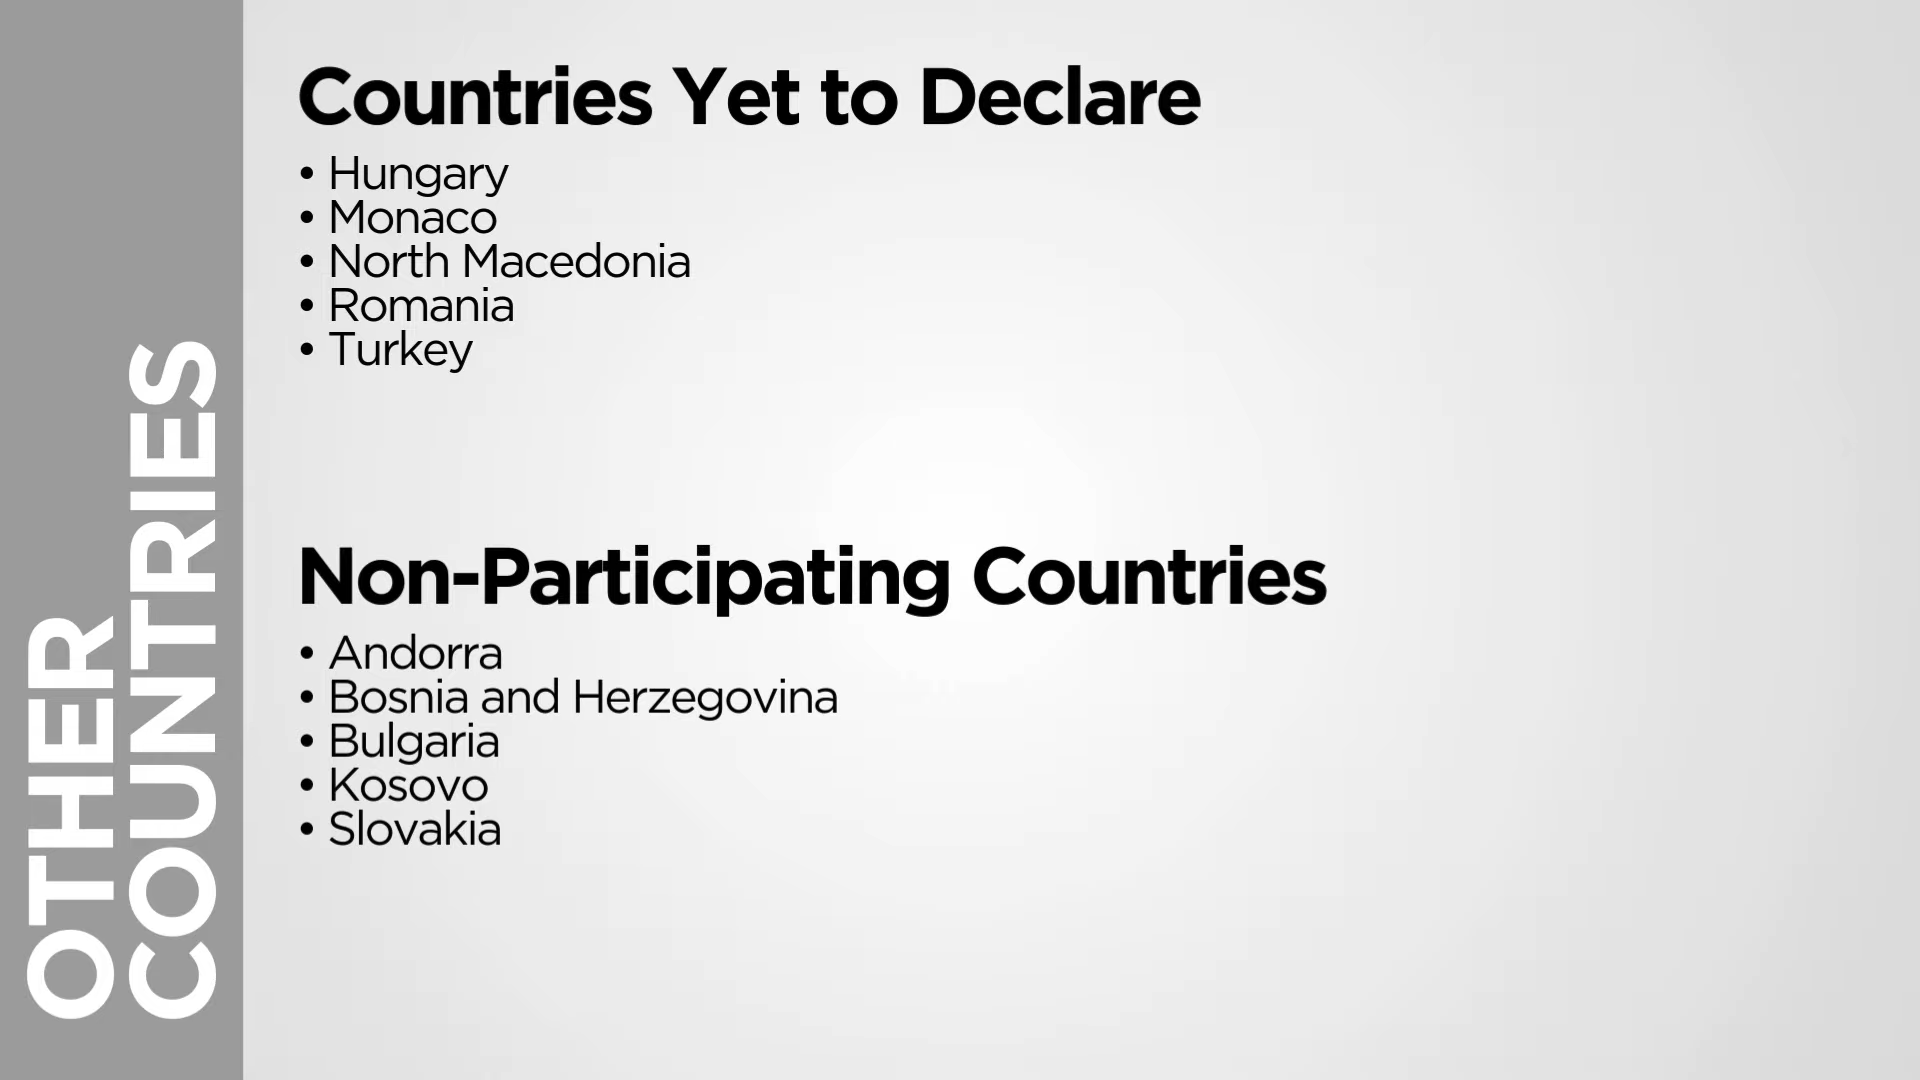 OTHER
COUNTRIES
Countries Yet to Declare
• Hungary
• Monaco
• North Macedonia
• Romania
• Turkey
Non-Participating Countries
• Andorra
• Bosnia and Herzegovina
• Bulgaria
• Kosovo
• Slovakia